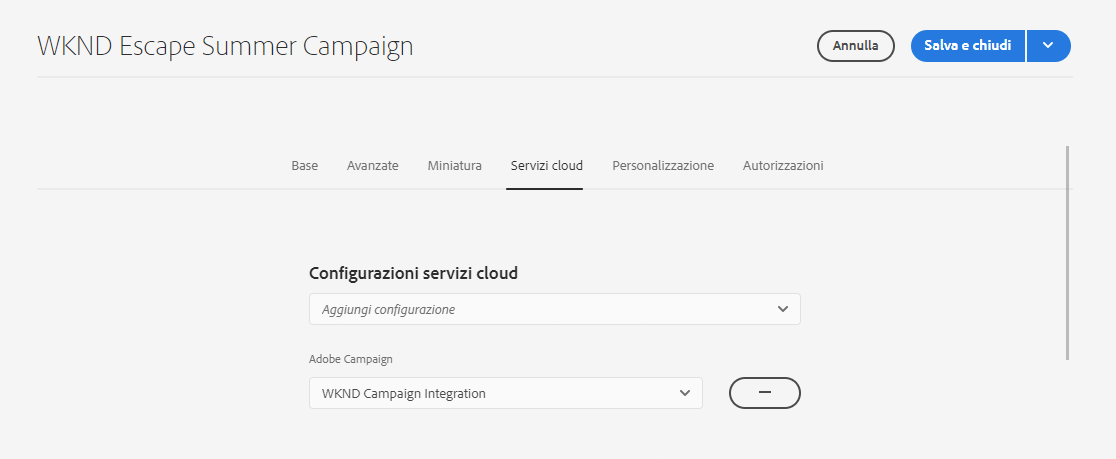 WKND Escape Summer Campaign
Annulla
Salva e chiudi
Base
Avanzate
Miniatura
Servizi cloud
Personalizzazione
Autorizzazioni
Configurazioni servizi cloud
Aggiungi configurazione
Adobe Campaign
WKND Campaign Integration